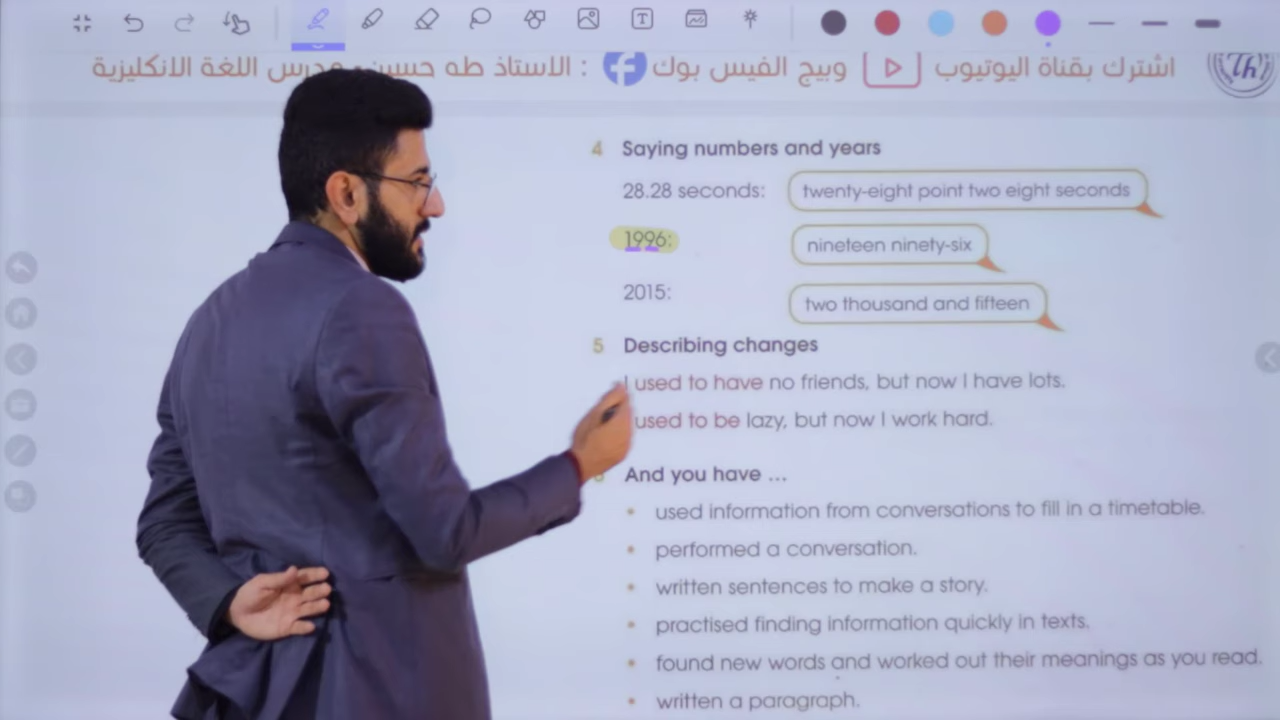 اشترك بقناة اليوتيوب وبيج الفيس بوك : الاستاذ طه حسين - مدرس اللغة الانكليزية
Th
4 Saying numbers and years
28.28 seconds: twenty-eight point two eight seconds
1996: nineteen ninety-six
2015: two thousand and fifteen
5 Describing changes
I used to have no friends, but now I have lots.
used to be lazy, but now I work hard.
And you have ...
• used information from conversations to fill in a timetable.
• performed a conversation.
• written sentences to make a story.
• practised finding information quickly in texts.
• found new words and worked out their meanings as you read.
• written a paragraph.